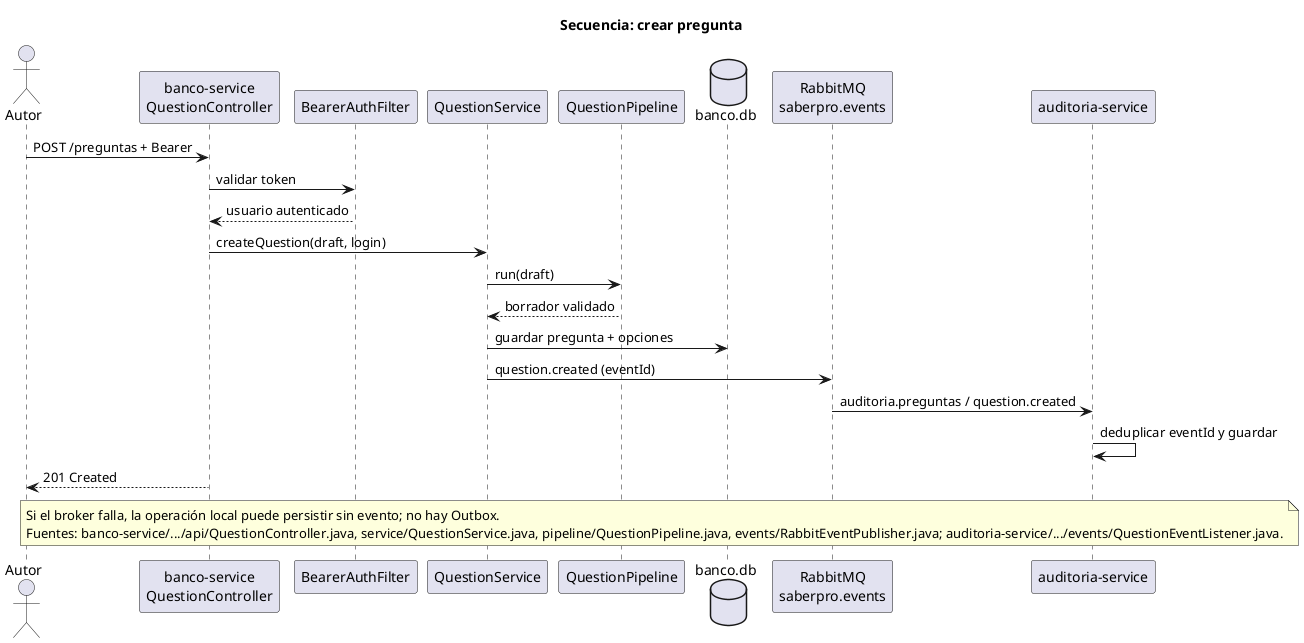 Secuencia: crear pregunta
Autor
banco-service
QuestionController
BearerAuthFilter
QuestionService
QuestionPipeline
banco.db
RabbitMQ
saberpro.events
auditoria-service
POST /preguntas + Bearer
validar token
usuario autenticado
createQuestion(draft, login)
run(draft)
borrador validado
guardar pregunta + opciones
question.created (eventId)
auditoria.preguntas / question.created
deduplicar eventId y guardar
201 Created
Si el broker falla, la operación local puede persistir sin evento; no hay Outbox.
Fuentes: banco-service/.../api/QuestionController.java, service/QuestionService.java, pipeline/QuestionPipeline.java, events/RabbitEventPublisher.java; auditoria-service/.../events/QuestionEventListener.java.
Autor
banco-service
QuestionController
BearerAuthFilter
QuestionService
QuestionPipeline
banco.db
RabbitMQ
saberpro.events
auditoria-service